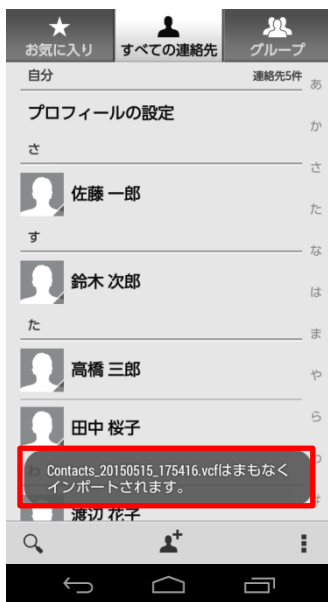 お気に入り すべての連絡先 グループ
自分 連絡先5件
プロフィールの設定
さ
佐藤 一郎
す
鈴木 次郎
た
高橋 三郎
田中 桜子
わ
Contacts_20150515_175416.vcfはまもなく
インポートされます。
渡辺 花子
あ
か
さ
た
な
は
ま
や
ら
わ
#